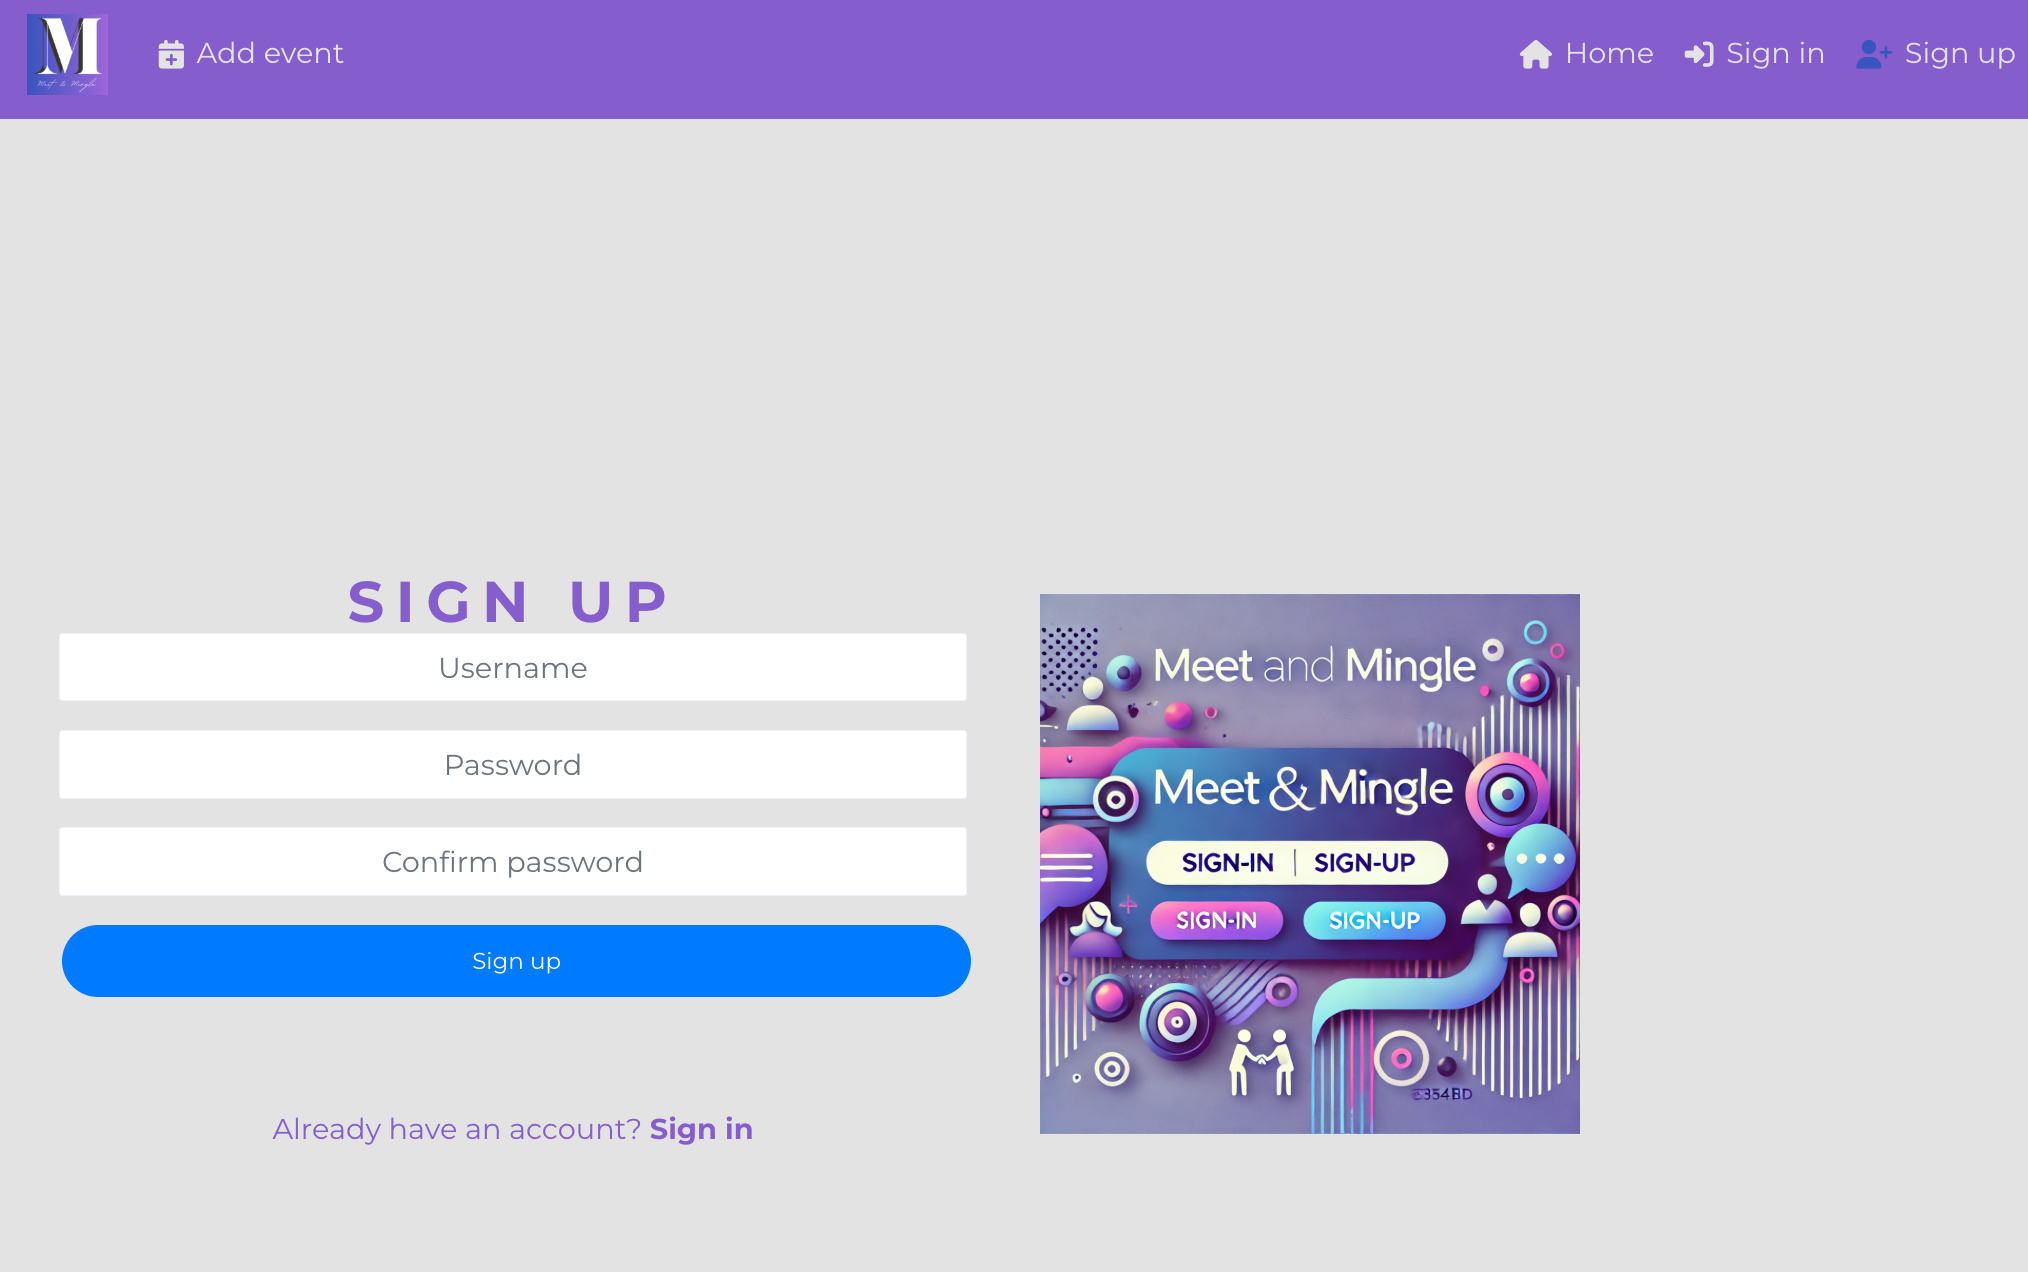 M
Meet & Mingle
Add event
Home
Sign in
Sign up
SIGN UP
Username
Password
Confirm password
Sign up
Already have an account? Sign in
Meet and Mingle
Meet & Mingle
SIGN-IN | SIGN-UP
SIGN-IN
SIGN-UP